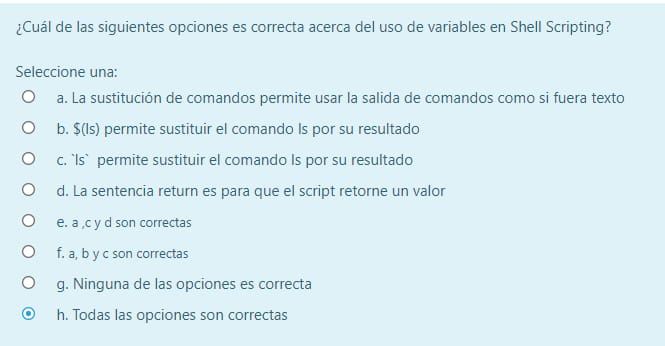 ¿Cuál de las siguientes opciones es correcta acerca del uso de variables en Shell Scripting?
Seleccione una:
a. La sustitución de comandos permite usar la salida de comandos como si fuera texto
b. $(ls) permite sustituir el comando ls por su resultado
c. `ls` permite sustituir el comando ls por su resultado
d. La sentencia return es para que el script retorne un valor
e. a ,c y d son correctas
f. a, b y c son correctas
g. Ninguna de las opciones es correcta
h. Todas las opciones son correctas